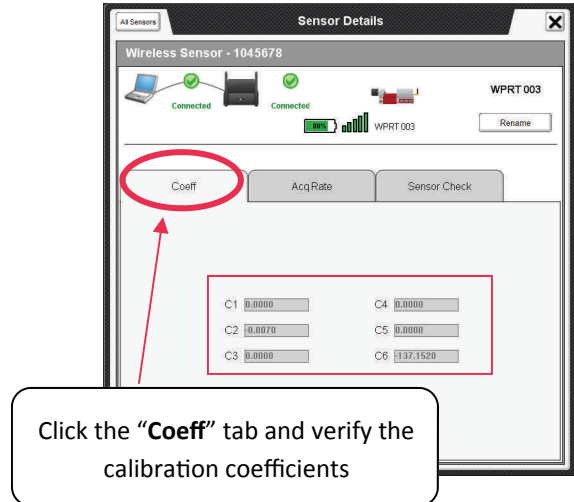 All Sensors
Sensor Details
X
Wireless Sensor - 1045678
Connected
Connected
WPRT 003
88%
WPRT 003
Rename
Coeff
Acq Rate
Sensor Check
C1 0.0000
C4 0.0000
C2 -0.0070
C5 0.0000
C3 0.0000
C6 -137.1520
Click the “Coeff” tab and verify the
calibration coefficients